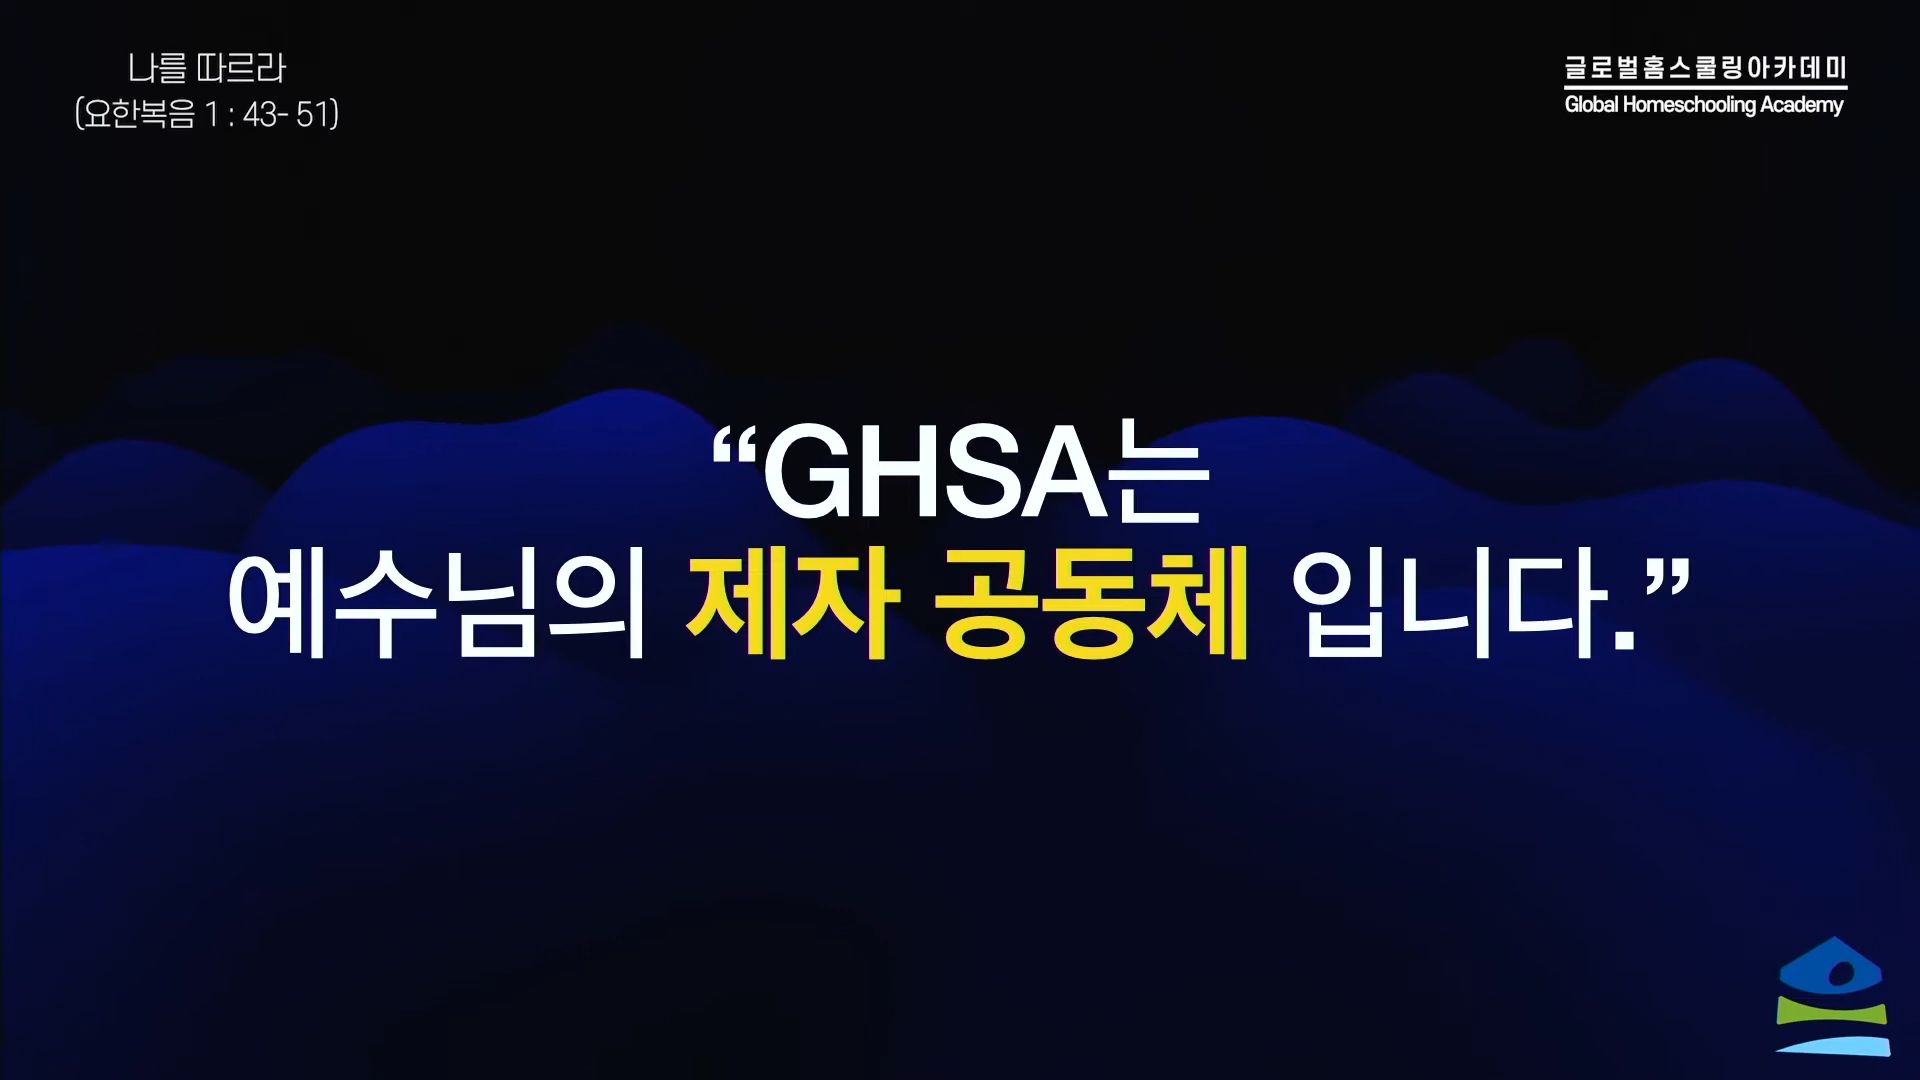 나를 따르라
(요한복음 1 : 43- 51)
글로벌홈스쿨링아카데미
Global Homeschooling Academy
“GHSA는
예수님의 제자 공동체 입니다.”